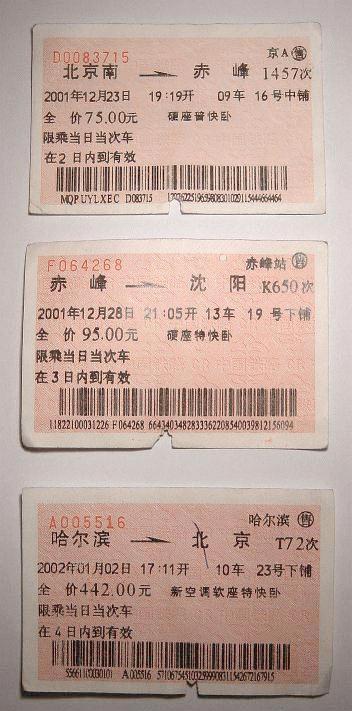 D0083715 京A 售
北京南 赤峰 1457次
2001年12月23日 19:19开 09车 16号中铺
全 价75.00元 硬座普快卧
限乘当日当次车
在2日内到有效
MQPUYLXEC D083715
F064268 赤峰站 售
赤峰 沈阳 K650次
2001年12月28日 21:05开 13车 19号下铺
全 价95.00元 硬座特快卧
限乘当日当次车
在3日内到有效
11822100031226 F064268
A005516 哈尔滨 售
哈尔滨 北京 T72次
2002年01月02日 17:11开 10车 23号下铺
全 价442.00元 新空调软座特快卧
限乘当日当次车
在4日内到有效
A005516